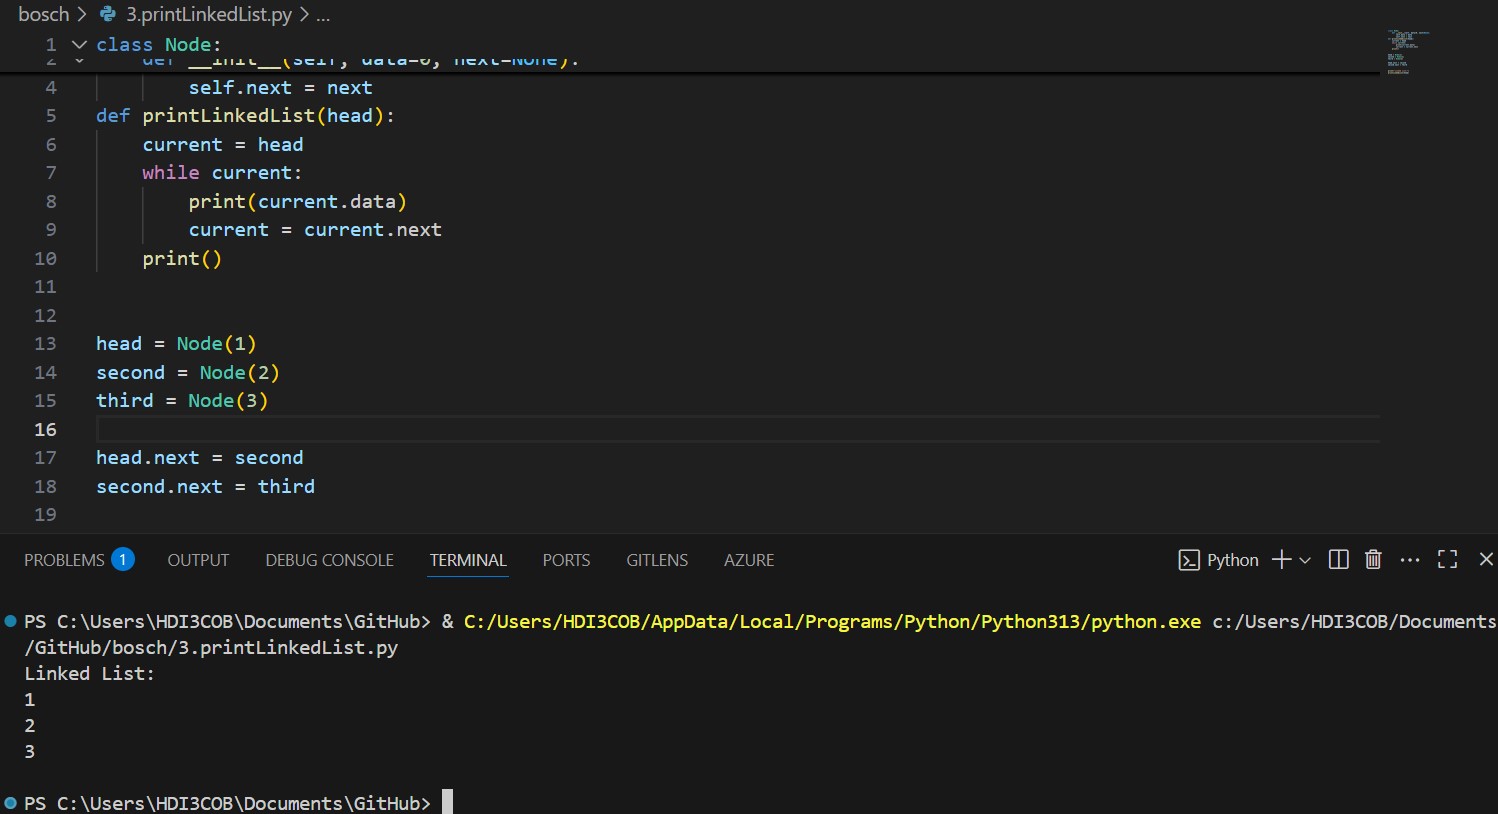 bosch > 3.printLinkedList.py > ...
1 class Node:
2 def __init__(self, data=0, next=None):
4 self.next = next
5 def printLinkedList(head):
6 current = head
7 while current:
8 print(current.data)
9 current = current.next
10 print()
11
12
13 head = Node(1)
14 second = Node(2)
15 third = Node(3)
16
17 head.next = second
18 second.next = third
19
PROBLEMS 1 OUTPUT DEBUG CONSOLE TERMINAL PORTS GITLENS AZURE Python
PS C:\Users\HDI3COB\Documents\GitHub> & C:/Users/HDI3COB/AppData/Local/Programs/Python/Python313/python.exe c:/Users/HDI3COB/Documents
/GitHub/bosch/3.printLinkedList.py
Linked List:
1
2
3
PS C:\Users\HDI3COB\Documents\GitHub>